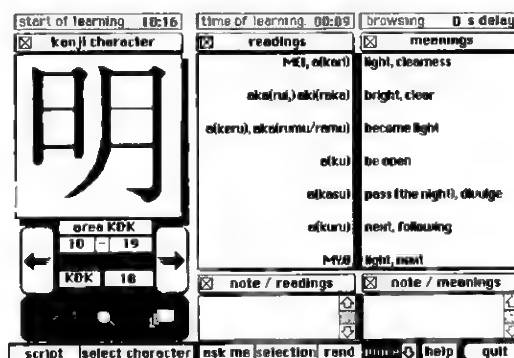 start of learning 10:16
time of learning 00:09
browsing 0 s delay
kanji character
readings
meanings
明
MEI, a(kari) light, clearness
aka(rui,) aki(raka) bright, clear
a(keru), aka(rumu/ramu) become light
a(ku) be open
a(kasu) pass (the night), divulge
a(kuru) next, following
MYO light, next
area KDK
10 - 19
KDK 18
note / readings
note / meanings
script select character ask me selection rand help quit